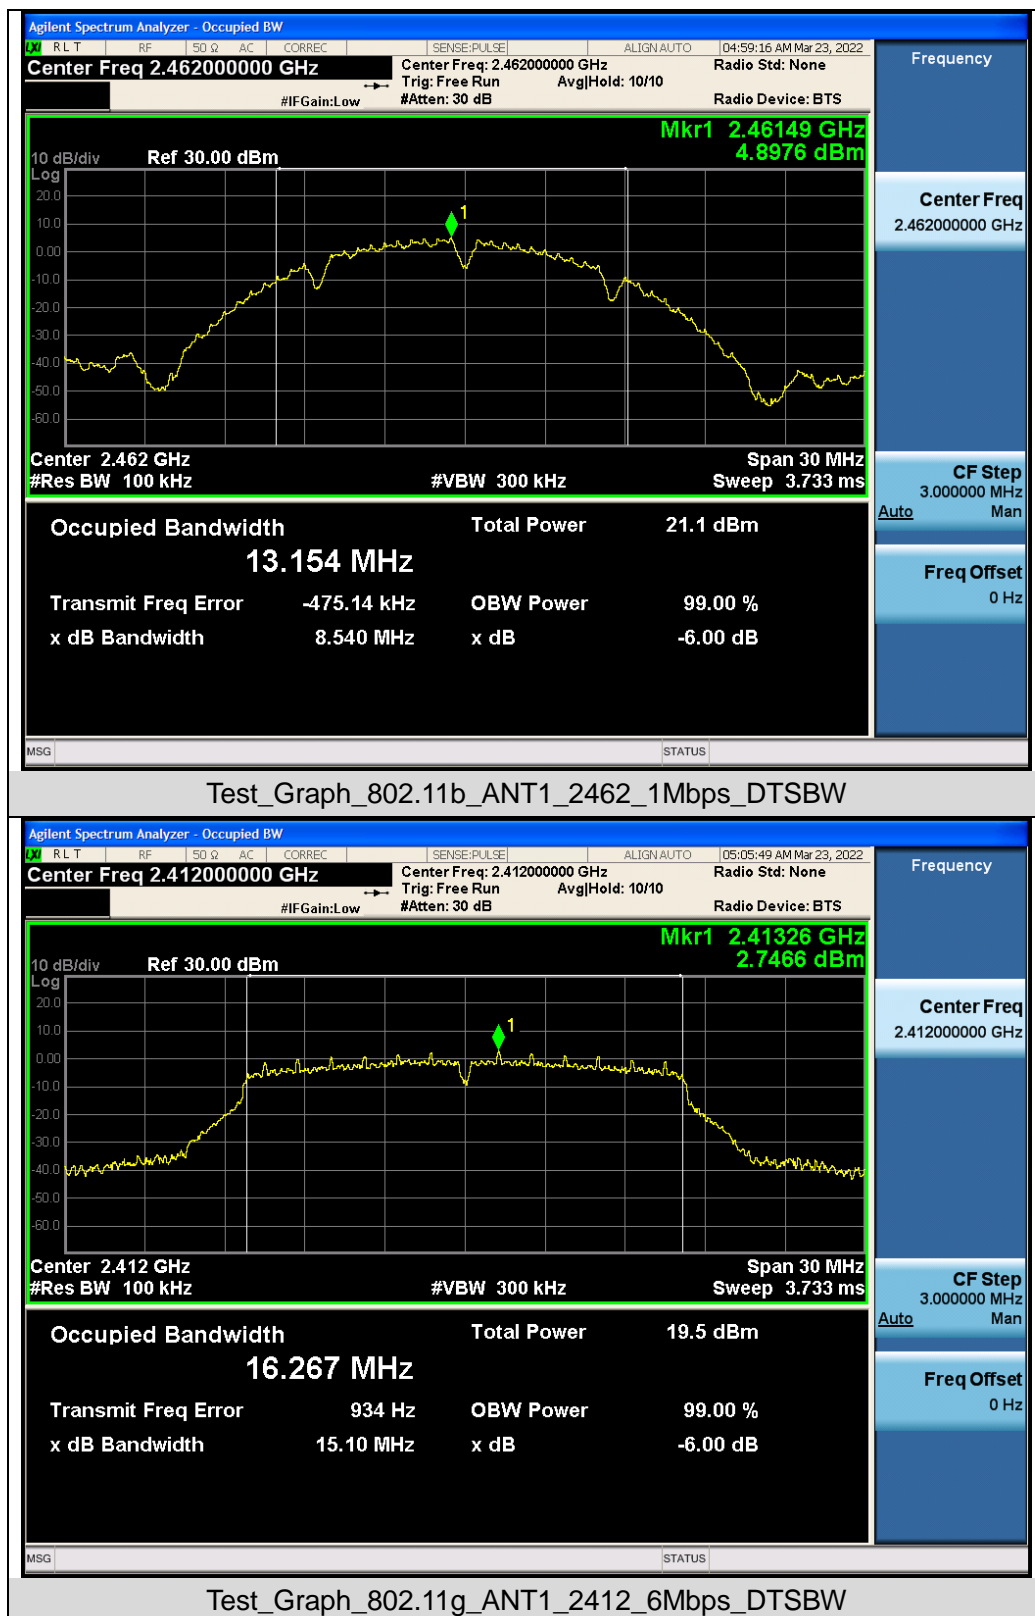 Agilent Spectrum Analyzer - Occupied BW
LXI RLT RF 50 Ω AC CORREC SENSE:PULSE ALIGN AUTO 04:59:16 AM Mar 23, 2022
Center Freq 2.462000000 GHz Center Freq: 2.462000000 GHz Radio Std: None
Trig: Free Run Avg|Hold: 10/10
#IFGain:Low #Atten: 30 dB Radio Device: BTS
Frequency
Mkr1 2.46149 GHz
4.8976 dBm
10 dB/div Ref 30.00 dBm
Log
20.0
10.0
0.00
-10.0
-20.0
-30.0
-40.0
-50.0
-60.0
1
Center 2.462 GHz Span 30 MHz
#Res BW 100 kHz #VBW 300 kHz Sweep 3.733 ms
Center Freq
2.462000000 GHz
CF Step
3.000000 MHz
Auto Man
Freq Offset
0 Hz
Occupied Bandwidth Total Power 21.1 dBm
13.154 MHz
Transmit Freq Error -475.14 kHz OBW Power 99.00 %
x dB Bandwidth 8.540 MHz x dB -6.00 dB
MSG STATUS
Test_Graph_802.11b_ANT1_2462_1Mbps_DTSBW
Agilent Spectrum Analyzer - Occupied BW
LXI RLT RF 50 Ω AC CORREC SENSE:PULSE ALIGN AUTO 05:05:49 AM Mar 23, 2022
Center Freq 2.412000000 GHz Center Freq: 2.412000000 GHz Radio Std: None
Trig: Free Run Avg|Hold: 10/10
#IFGain:Low #Atten: 30 dB Radio Device: BTS
Frequency
Mkr1 2.41326 GHz
2.7466 dBm
10 dB/div Ref 30.00 dBm
Log
20.0
10.0
0.00
-10.0
-20.0
-30.0
-40.0
-50.0
-60.0
1
Center 2.412 GHz Span 30 MHz
#Res BW 100 kHz #VBW 300 kHz Sweep 3.733 ms
Center Freq
2.412000000 GHz
CF Step
3.000000 MHz
Auto Man
Freq Offset
0 Hz
Occupied Bandwidth Total Power 19.5 dBm
16.267 MHz
Transmit Freq Error 934 Hz OBW Power 99.00 %
x dB Bandwidth 15.10 MHz x dB -6.00 dB
MSG STATUS
Test_Graph_802.11g_ANT1_2412_6Mbps_DTSBW